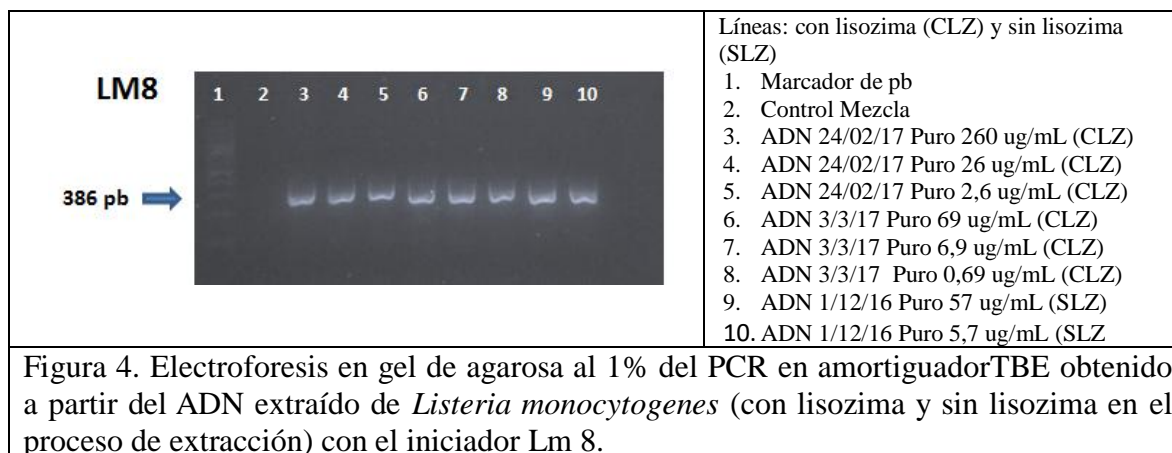 LM8
1 2 3 4 5 6 7 8 9 10
386 pb
Líneas: con lisozima (CLZ) y sin lisozima
(SLZ)
1. Marcador de pb
2. Control Mezcla
3. ADN 24/02/17 Puro 260 ug/mL (CLZ)
4. ADN 24/02/17 Puro 26 ug/mL (CLZ)
5. ADN 24/02/17 Puro 2,6 ug/mL (CLZ)
6. ADN 3/3/17 Puro 69 ug/mL (CLZ)
7. ADN 3/3/17 Puro 6,9 ug/mL (CLZ)
8. ADN 3/3/17 Puro 0,69 ug/mL (CLZ)
9. ADN 1/12/16 Puro 57 ug/mL (SLZ)
10. ADN 1/12/16 Puro 5,7 ug/mL (SLZ
Figura 4. Electroforesis en gel de agarosa al 1% del PCR en amortiguadorTBE obtenido
a partir del ADN extraído de Listeria monocytogenes (con lisozima y sin lisozima en el
proceso de extracción) con el iniciador Lm 8.